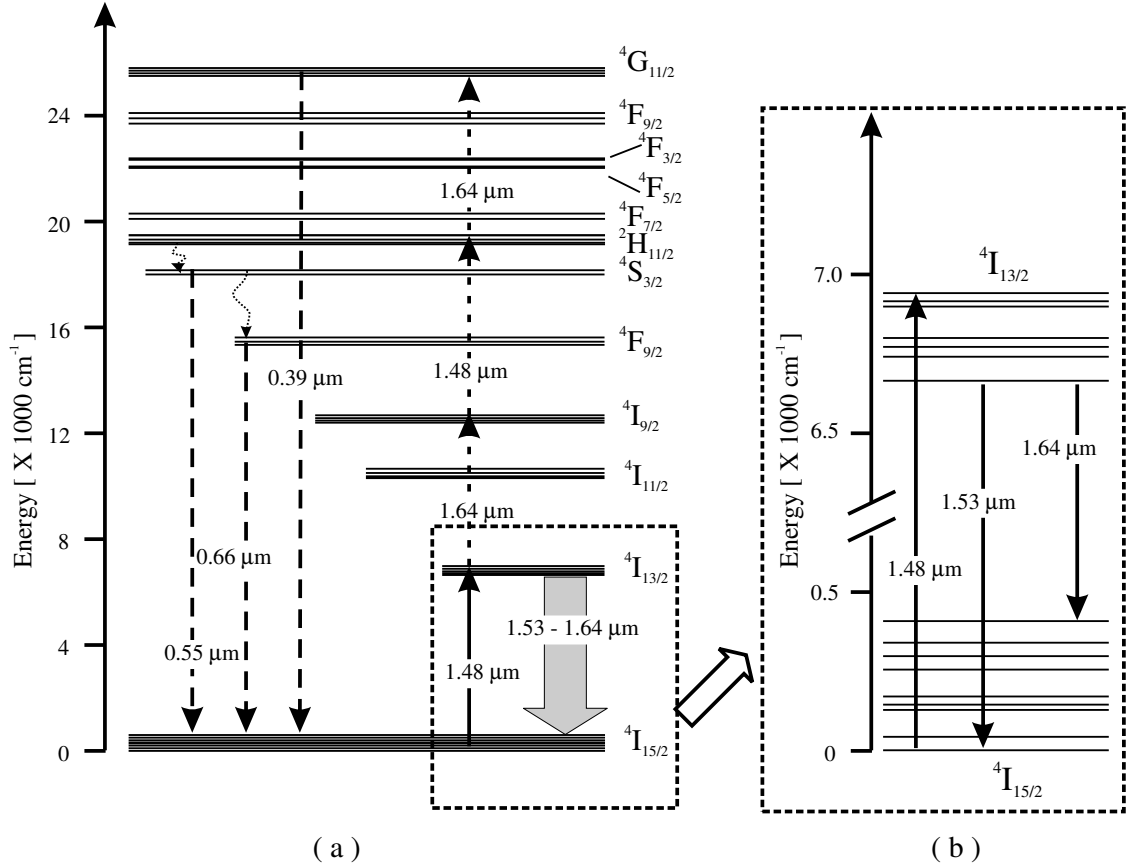 Energy [ X 1000 cm⁻¹ ]
24
20
16
12
8
4
0
⁴G₁₁/₂
⁴F₉/₂
⁴F₃/₂
⁴F₅/₂
⁴F₇/₂
²H₁₁/₂
⁴S₃/₂
⁴F₉/₂
⁴I₉/₂
⁴I₁₁/₂
⁴I₁₃/₂
⁴I₁₅/₂
1.64 µm
0.39 µm
1.48 µm
1.64 µm
0.66 µm
1.53 - 1.64 µm
0.55 µm
1.48 µm
( a )
Energy [ X 1000 cm⁻¹ ]
7.0
6.5
0.5
0
⁴I₁₃/₂
1.64 µm
1.53 µm
1.48 µm
⁴I₁₅/₂
( b )